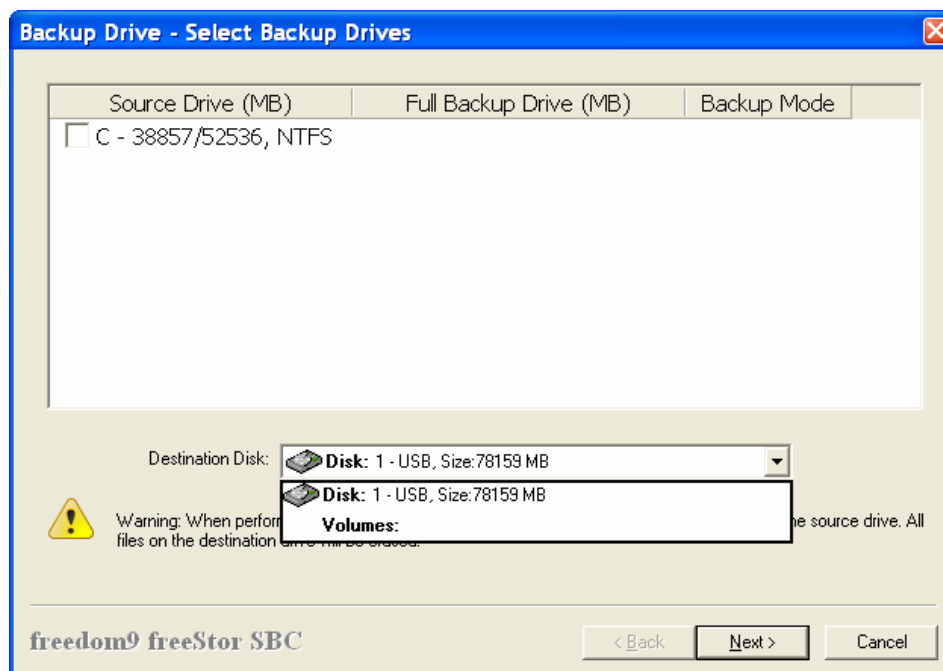 Backup Drive - Select Backup Drives
Source Drive (MB) Full Backup Drive (MB) Backup Mode
C - 38857/52536, NTFS
Destination Disk: Disk: 1 - USB, Size:78159 MB
Disk: 1 - USB, Size:78159 MB
Volumes:
Warning: When perfor he source drive. All
files on the destination
freedom9 freeStor SBC < Back Next > Cancel